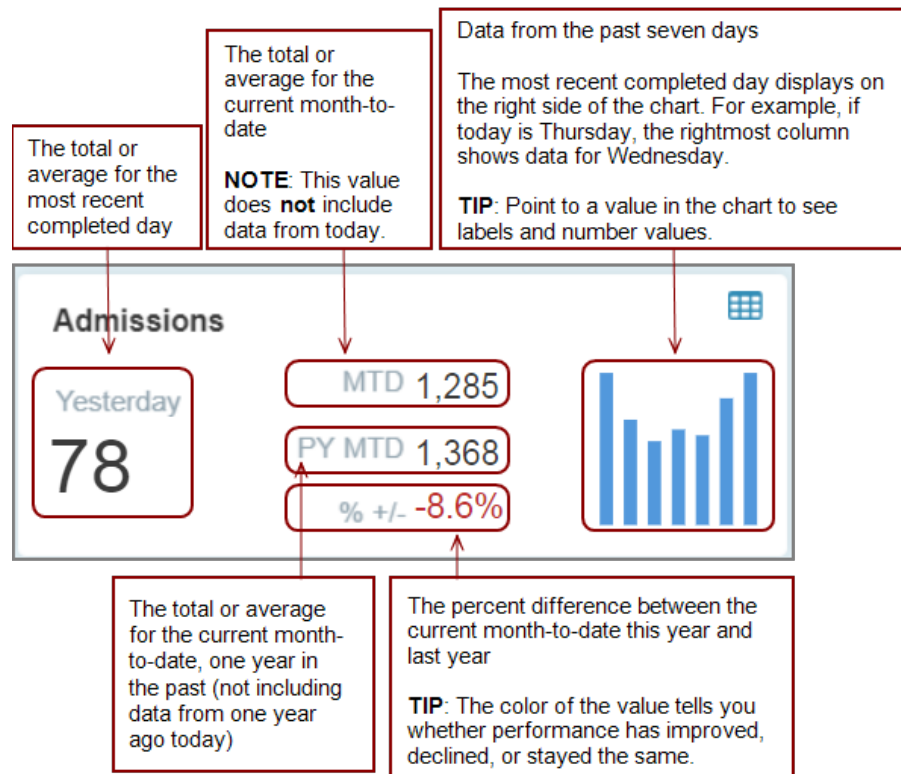 The total or
average for the
most recent
completed day
The total or
average for the
current month-to-
date
NOTE: This value
does not include
data from today.
Data from the past seven days
The most recent completed day displays on
the right side of the chart. For example, if
today is Thursday, the rightmost column
shows data for Wednesday.
TIP: Point to a value in the chart to see
labels and number values.
Admissions
Yesterday
78
MTD 1,285
PY MTD 1,368
% +/- -8.6%
The total or average
for the current month-
to-date, one year in
the past (not including
data from one year
ago today)
The percent difference between the
current month-to-date this year and
last year
TIP: The color of the value tells you
whether performance has improved,
declined, or stayed the same.